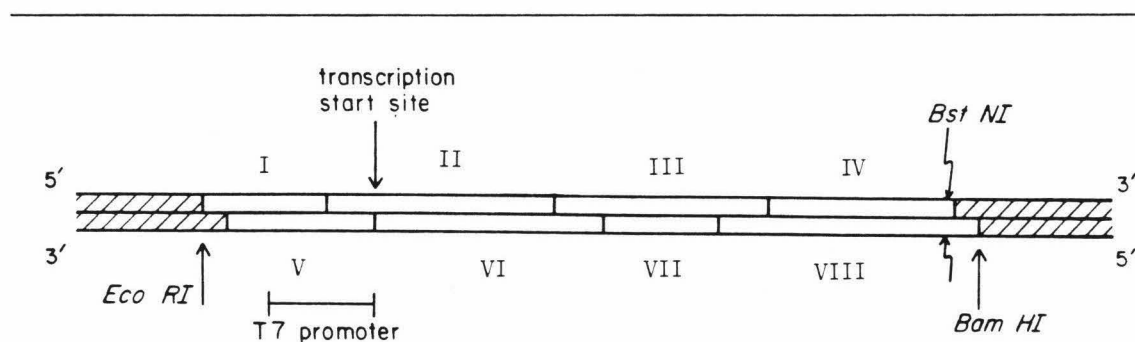 transcription
start site
Bst NI
I
II
III
IV
5′
3′
3′
5′
V
VI
VII
VIII
Eco RI
T7 promoter
Bam HI